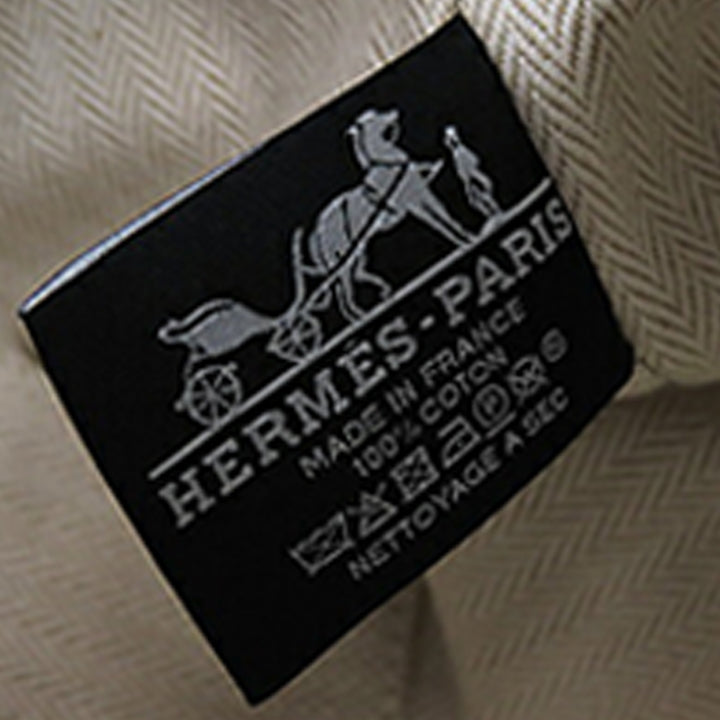 HERMÈS-PARIS
MADE IN FRANCE
100% COTON
NETTOYAGE A SEC